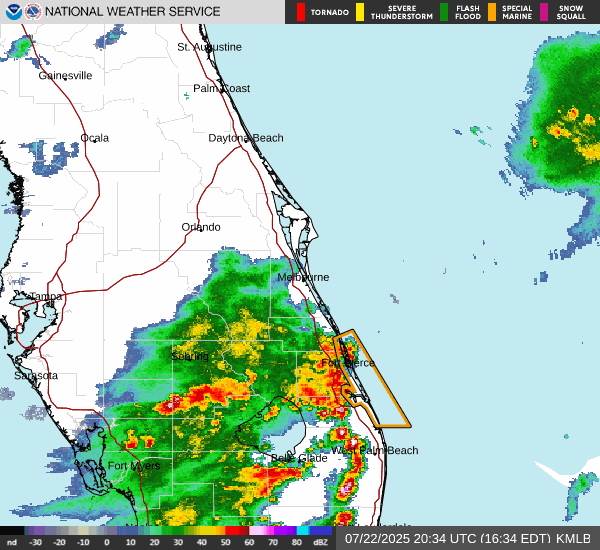 NATIONAL WEATHER SERVICE
TORNADO
SEVERE
THUNDERSTORM
FLASH
FLOOD
SPECIAL
MARINE
SNOW
SQUALL
St. Augustine
Gainesville
Palm Coast
Ocala
Daytona Beach
Orlando
Melbourne
Tampa
Sebring
Fort Pierce
Sarasota
West Palm Beach
Belle Glade
Fort Myers
nd -30 -20 -10 0 10 20 30 40 50 60 70 80 dBZ
07/22/2025 20:34 UTC (16:34 EDT) KMLB